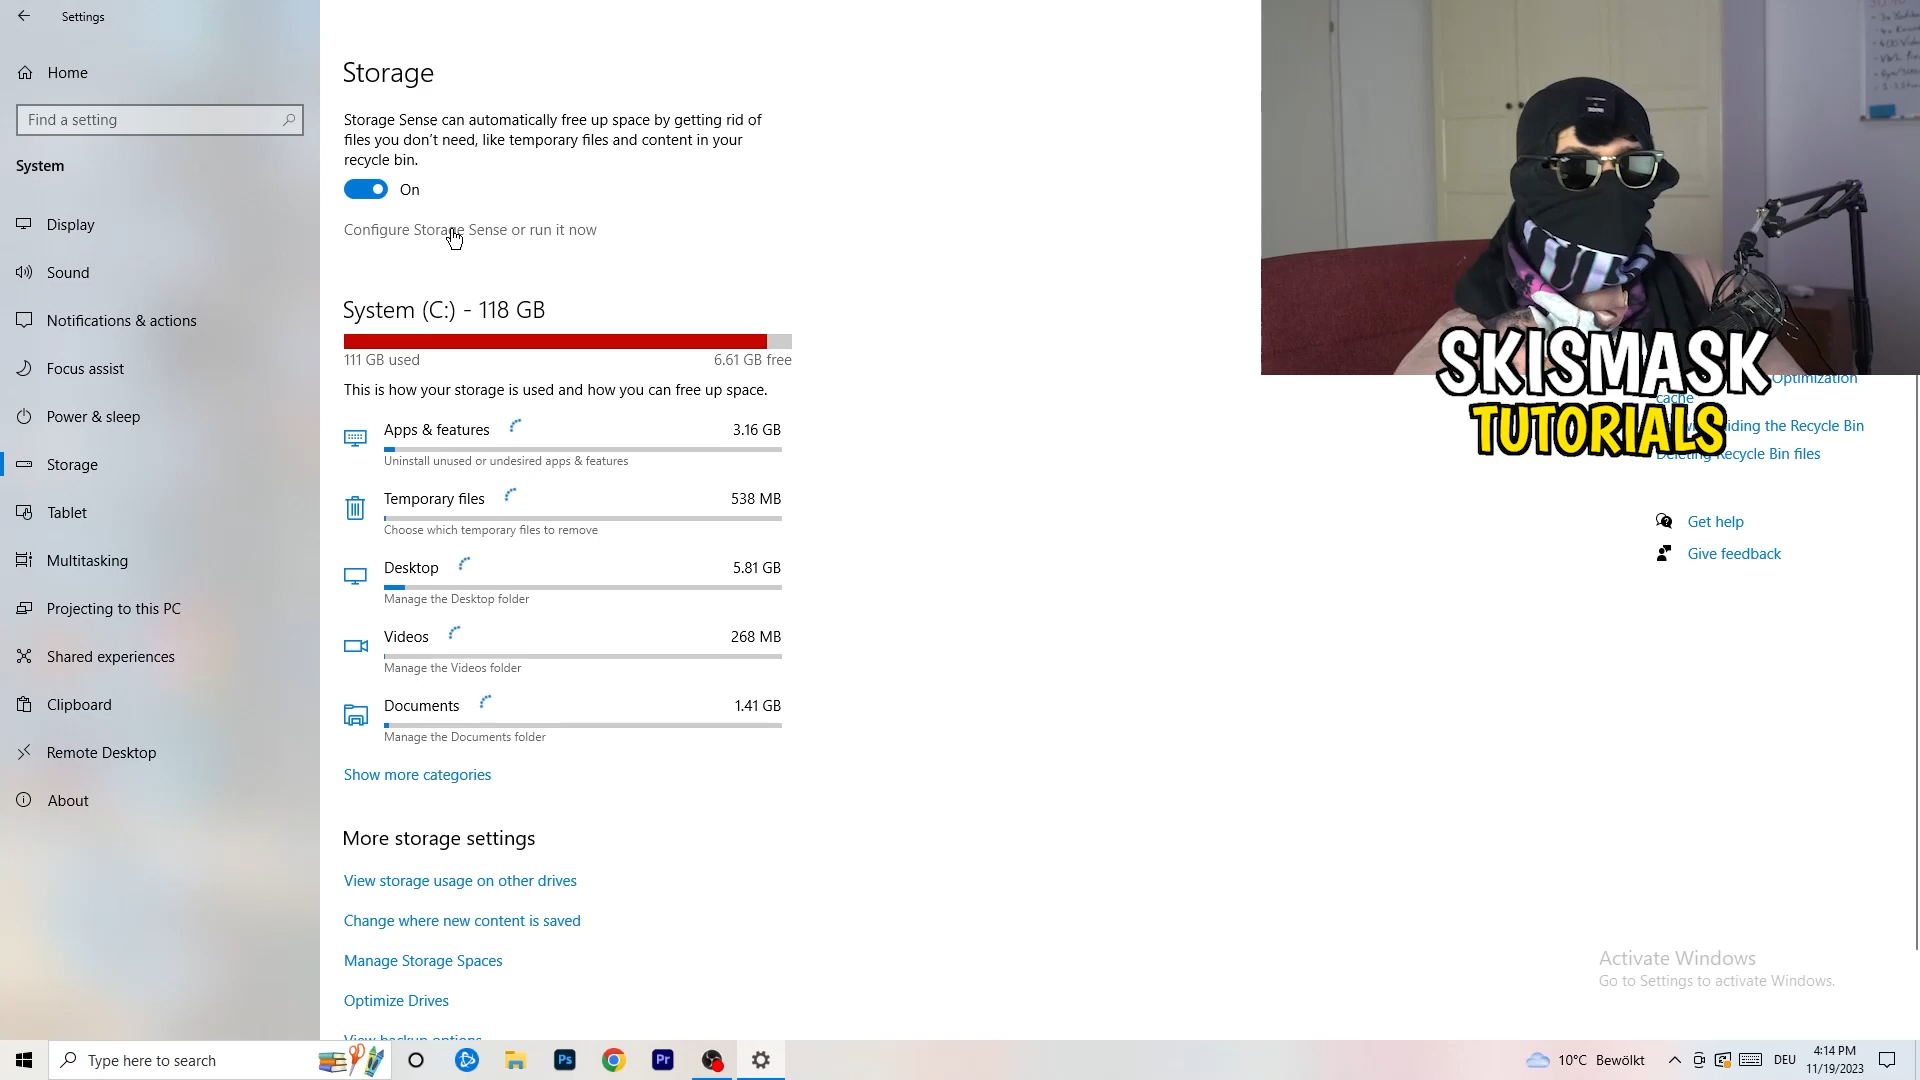 Settings
Home
Find a setting
System
Display
Sound
Notifications & actions
Focus assist
Power & sleep
Storage
Tablet
Multitasking
Projecting to this PC
Shared experiences
Clipboard
Remote Desktop
About
Storage
Storage Sense can automatically free up space by getting rid of
files you don't need, like temporary files and content in your
recycle bin.
On
Configure Storage Sense or run it now
System (C:) - 118 GB
111 GB used
6.61 GB free
This is how your storage is used and how you can free up space.
Apps & features
3.16 GB
Uninstall unused or undesired apps & features
Temporary files
538 MB
Choose which temporary files to remove
Desktop
5.81 GB
Manage the Desktop folder
Videos
268 MB
Manage the Videos folder
Documents
1.41 GB
Manage the Documents folder
Show more categories
More storage settings
View storage usage on other drives
Change where new content is saved
Manage Storage Spaces
Optimize Drives
View backup options
SKISMASK
TUTORIALS
Optimization
cache
the Recycle Bin
Recycle Bin files
Get help
Give feedback
Activate Windows
Go to Settings to activate Windows.
Type here to search
Ps
Pr
10°C Bewölkt
DEU
4:14 PM
11/19/2023